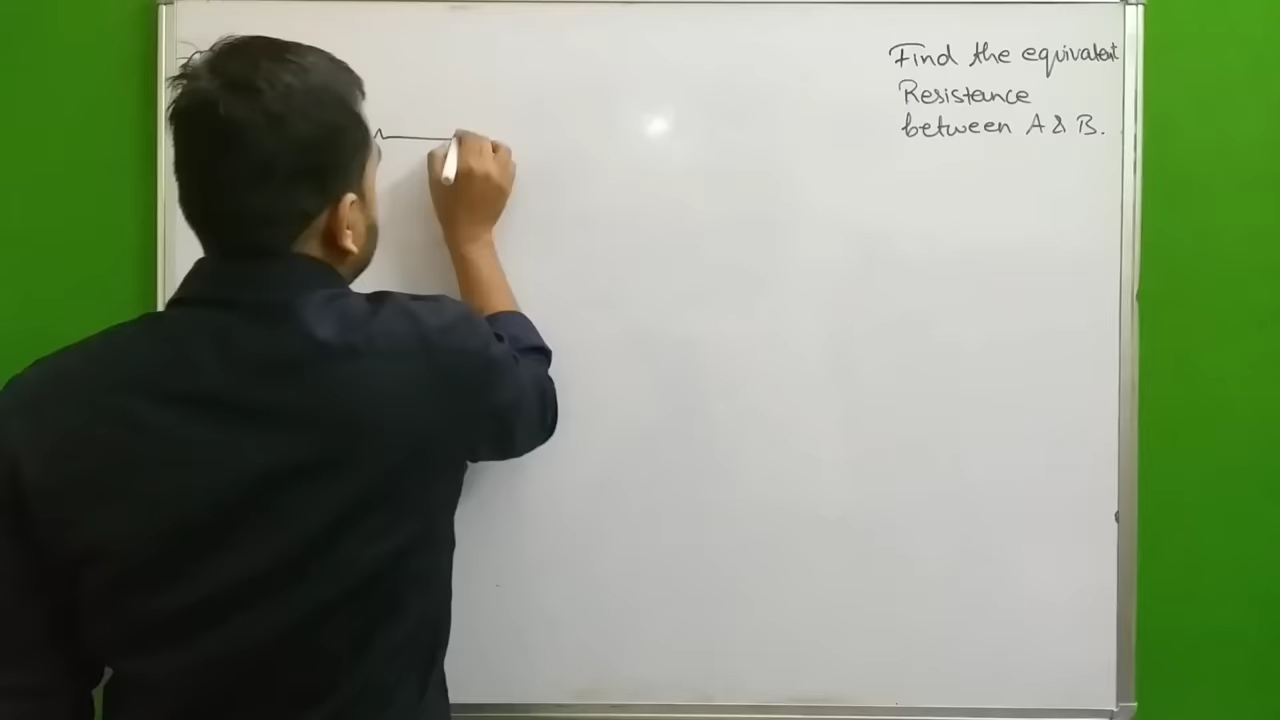 Find the equivalent
Resistance
between A & B.